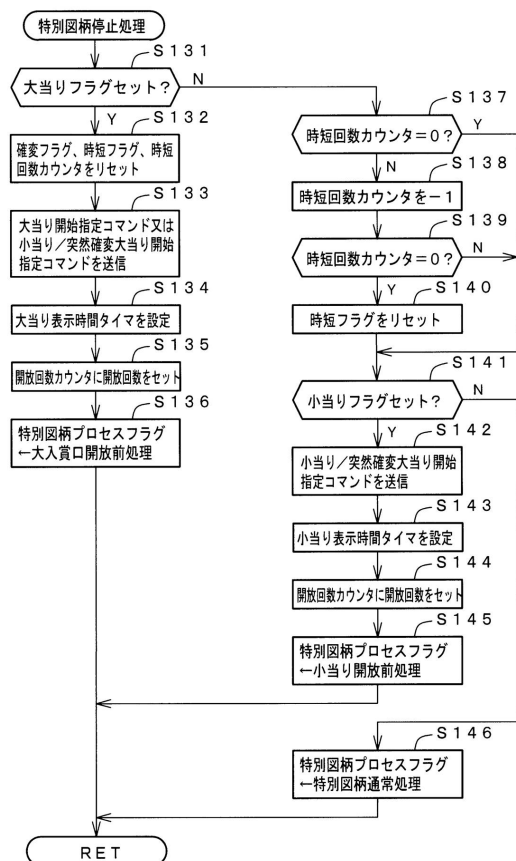 特別図柄停止処理
S131
大当りフラグセット?
N
Y
S132
確変フラグ、時短フラグ、時短
回数カウンタをリセット
S133
大当り開始指定コマンド又は
小当り/突然確変大当り開始
指定コマンドを送信
S134
大当り表示時間タイマを設定
S135
開放回数カウンタに開放回数をセット
S136
特別図柄プロセスフラグ
←大入賞口開放前処理
S137
時短回数カウンタ=0?
Y
N
S138
時短回数カウンタを-1
S139
時短回数カウンタ=0?
N
Y
S140
時短フラグをリセット
S141
小当りフラグセット?
N
Y
S142
小当り/突然確変大当り開始
指定コマンドを送信
S143
小当り表示時間タイマを設定
S144
開放回数カウンタに開放回数をセット
S145
特別図柄プロセスフラグ
←小当り開放前処理
S146
特別図柄プロセスフラグ
←特別図柄通常処理
RET